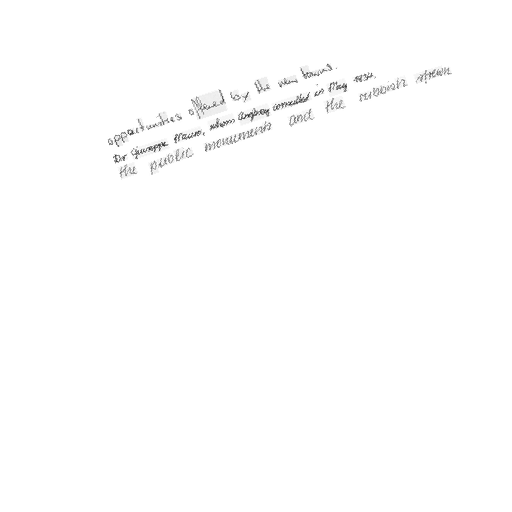 opportunities offered by the new towns.
Dr Giuseppe Mauro, whom Anglesey consulted in May 1834,
the public monuments and the rubbish strewn